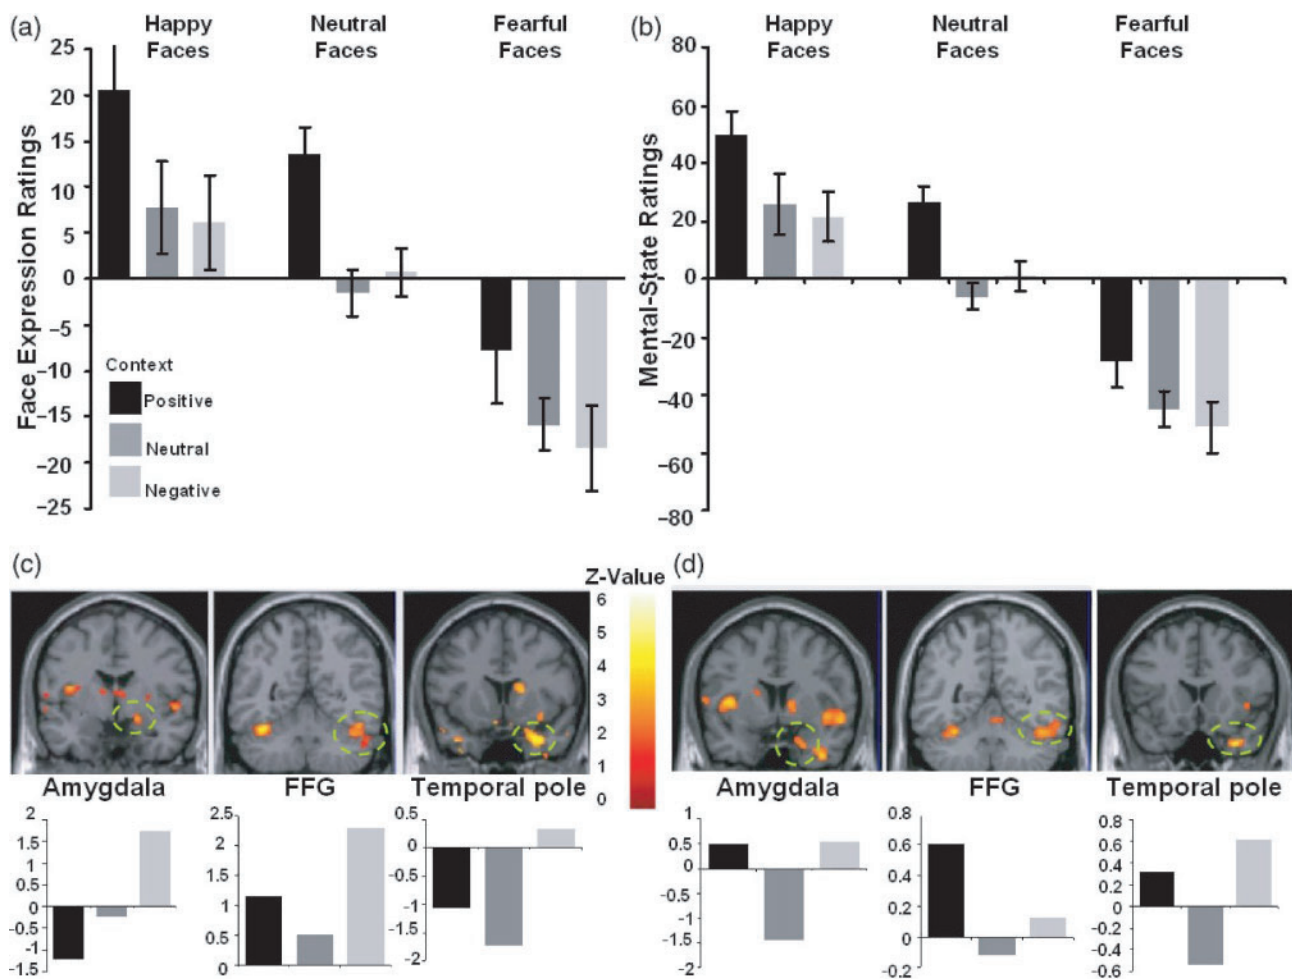 (a)
Happy
Faces
Neutral
Faces
Fearful
Faces
Face Expression Ratings
25
20
15
10
5
0
−5
−10
−15
−20
−25
Context
Positive
Neutral
Negative
(b)
Happy
Faces
Neutral
Faces
Fearful
Faces
Mental-State Ratings
80
60
40
20
0
−20
−40
−60
−80
(c)
Z-Value
6
5
4
3
2
1
0
Amygdala
FFG
Temporal pole
2
1.5
1
0.5
0
-0.5
-1
-1.5
2.5
2
1.5
1
0.5
0
0.5
0
-0.5
-1
-1.5
-2
(d)
Amygdala
FFG
Temporal pole
1
0.5
0
-0.5
-1
-1.5
-2
0.8
0.6
0.4
0.2
0
-0.2
0.8
0.6
0.4
0.2
0
-0.2
-0.4
-0.6